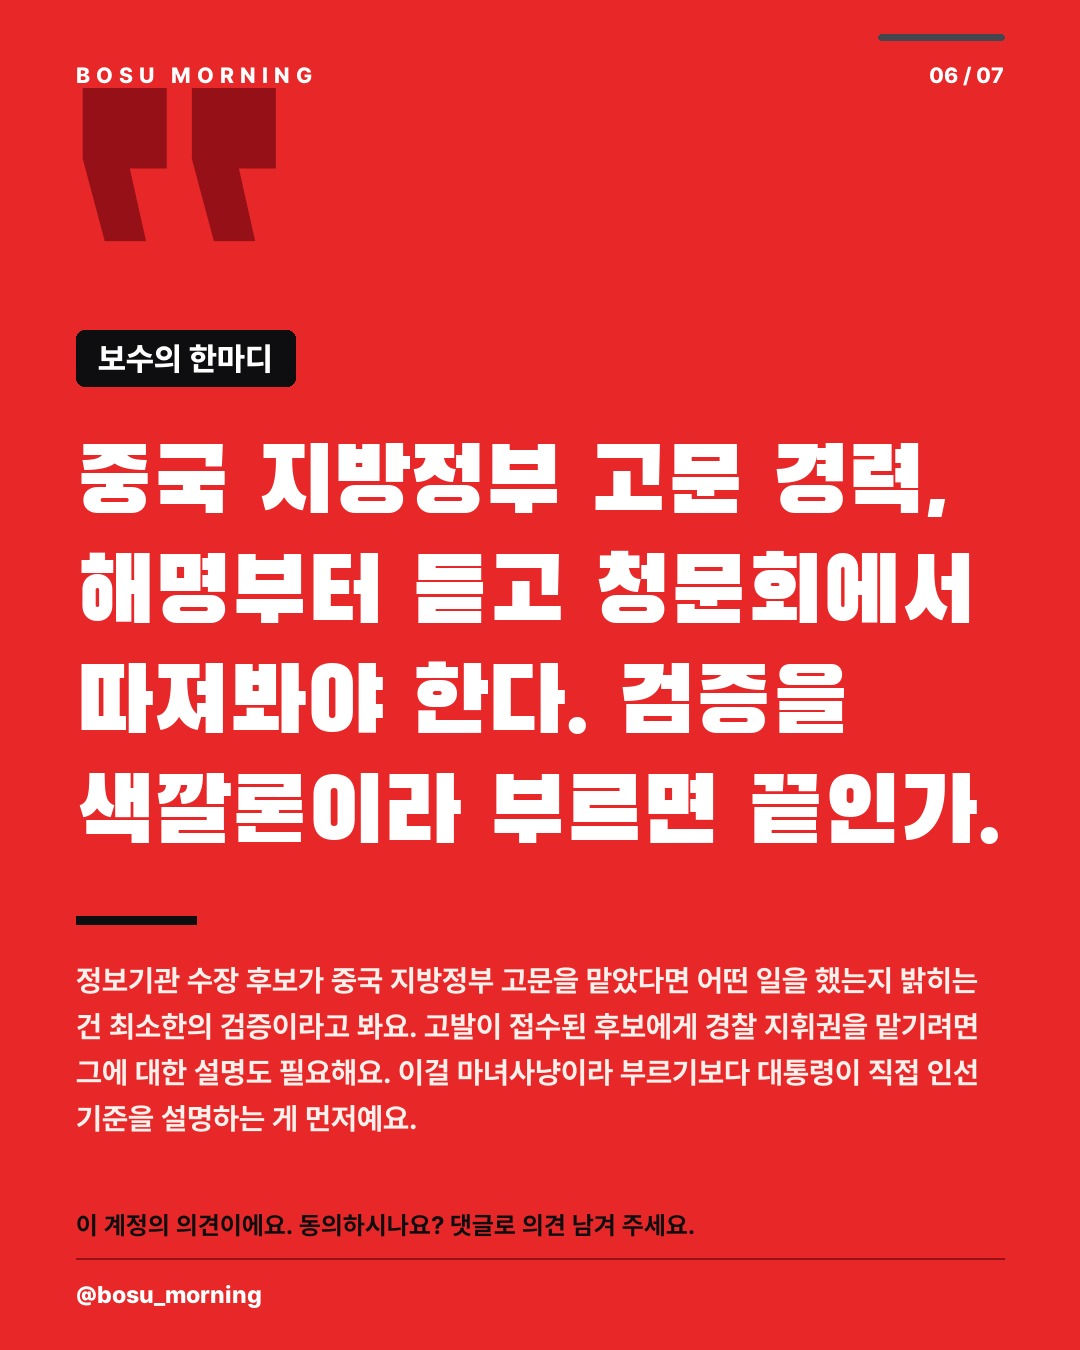 BOSU MORNING
06 / 07
보수의 한마디
중국 지방정부 고문 경력,
해명부터 듣고 청문회에서
따져봐야 한다. 검증을
색깔론이라 부르면 끝인가.
정보기관 수장 후보가 중국 지방정부 고문을 맡았다면 어떤 일을 했는지 밝히는
건 최소한의 검증이라고 봐요. 고발이 접수된 후보에게 경찰 지휘권을 맡기려면
그에 대한 설명도 필요해요. 이걸 마녀사냥이라 부르기보다 대통령이 직접 인선
기준을 설명하는 게 먼저예요.
이 계정의 의견이에요. 동의하시나요? 댓글로 의견 남겨 주세요.
@bosu_morning